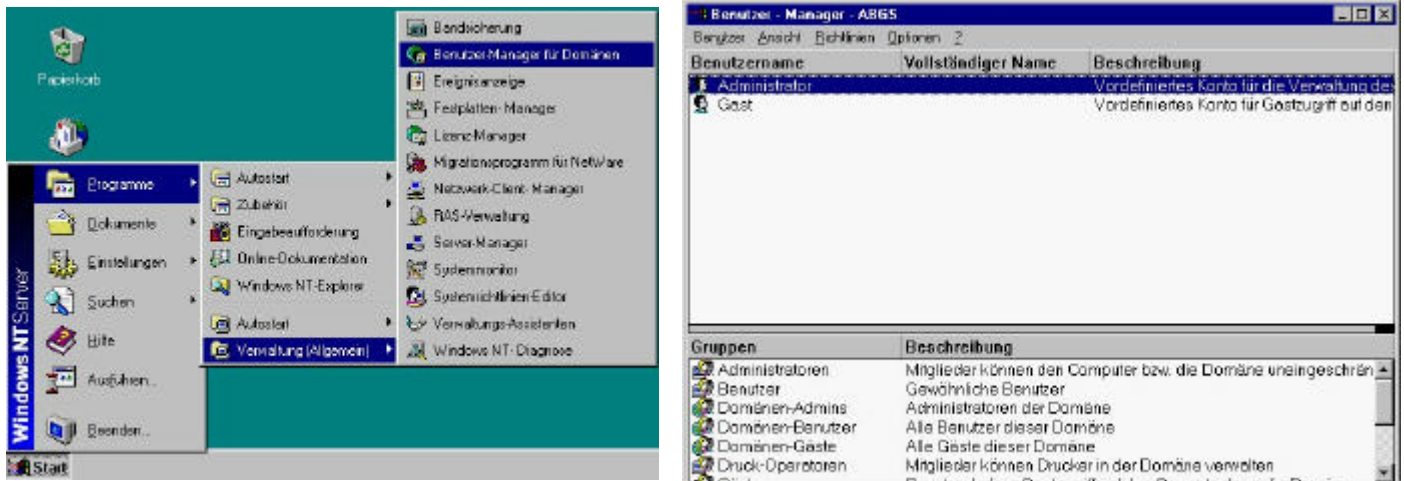 Papierkorb
Windows NT Server
Programme
Dokumente
Einstellungen
Suchen
Hilfe
Ausführen...
Beenden...
Start
Autostart
Zubehör
Eingabeaufforderung
Online-Dokumentation
Windows NT-Explorer
Autostart
Verwaltung (Allgemein)
Bandsicherung
Benutzer-Manager für Domänen
Ereignisanzeige
Festplatten-Manager
Lizenz-Manager
Migrationsprogramm für NetWare
Netzwerk-Client-Manager
RAS-Verwaltung
Server-Manager
Systemmonitor
Systemrichtlinien-Editor
Verwaltungs-Assistenten
Windows NT-Diagnose
Benutzer - Manager - ABGS
Benutzer Ansicht Richtlinien Optionen ?
Benutzername Vollständiger Name Beschreibung
Administrator Vordefiniertes Konto für die Verwaltung de
Gast Vordefiniertes Konto für Gastzugriff auf den
Gruppen Beschreibung
Administratoren Mitglieder können den Computer bzw. die Domäne uneingeschrän
Benutzer Gewöhnliche Benutzer
Domänen-Admins Administratoren der Domäne
Domänen-Benutzer Alle Benutzer dieser Domäne
Domänen-Gäste Alle Gäste dieser Domäne
Druck-Operatoren Mitglieder können Drucker in der Domäne verwalten